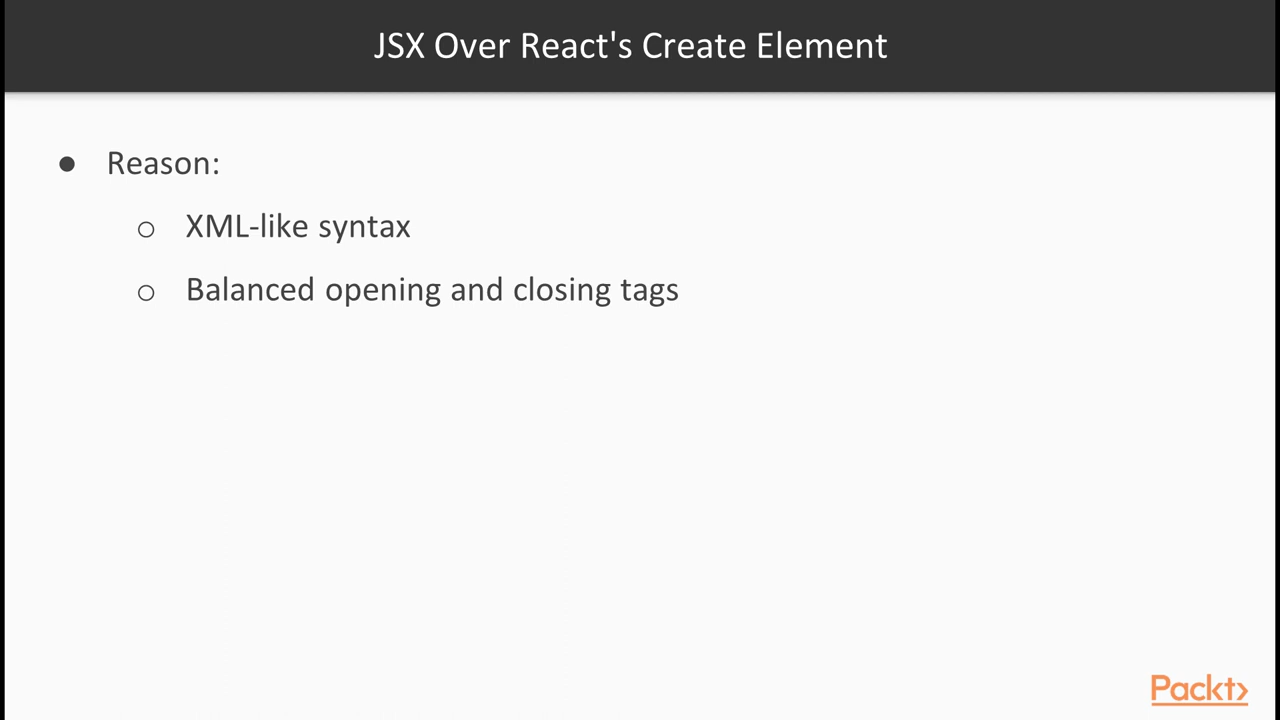 JSX Over React's Create Element
● Reason:
○ XML-like syntax
○ Balanced opening and closing tags
Packt>